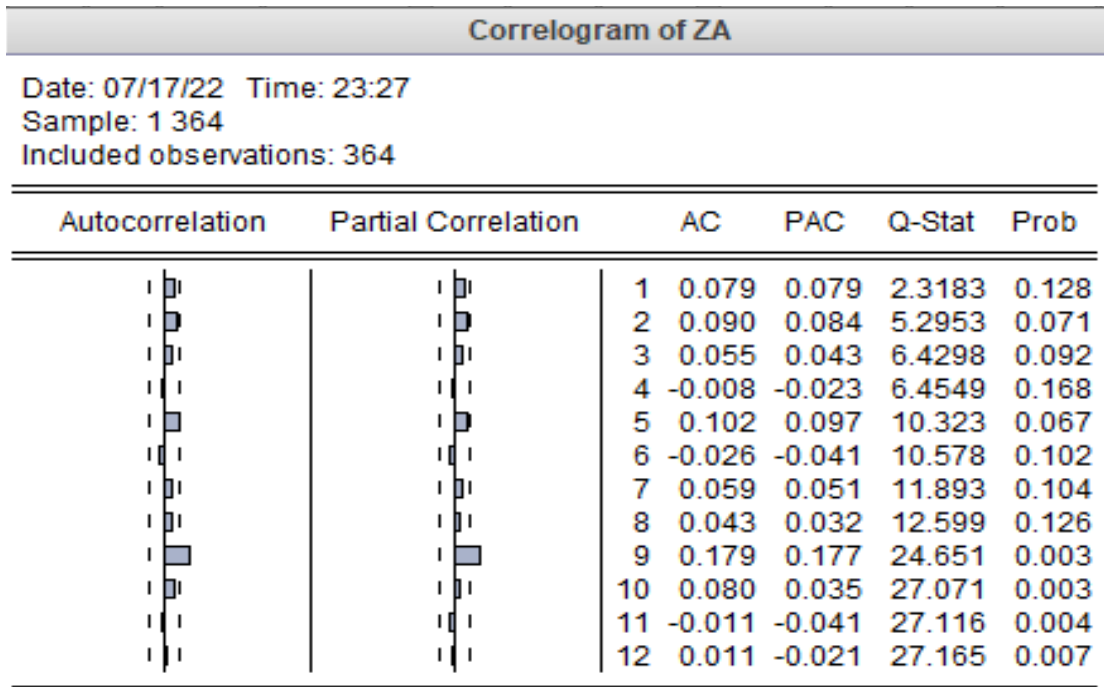 Correlogram of ZA
Date: 07/17/22 Time: 23:27
Sample: 1 364
Included observations: 364
Autocorrelation Partial Correlation AC PAC Q-Stat Prob
1 0.079 0.079 2.3183 0.128
2 0.090 0.084 5.2953 0.071
3 0.055 0.043 6.4298 0.092
4 -0.008 -0.023 6.4549 0.168
5 0.102 0.097 10.323 0.067
6 -0.026 -0.041 10.578 0.102
7 0.059 0.051 11.893 0.104
8 0.043 0.032 12.599 0.126
9 0.179 0.177 24.651 0.003
10 0.080 0.035 27.071 0.003
11 -0.011 -0.041 27.116 0.004
12 0.011 -0.021 27.165 0.007